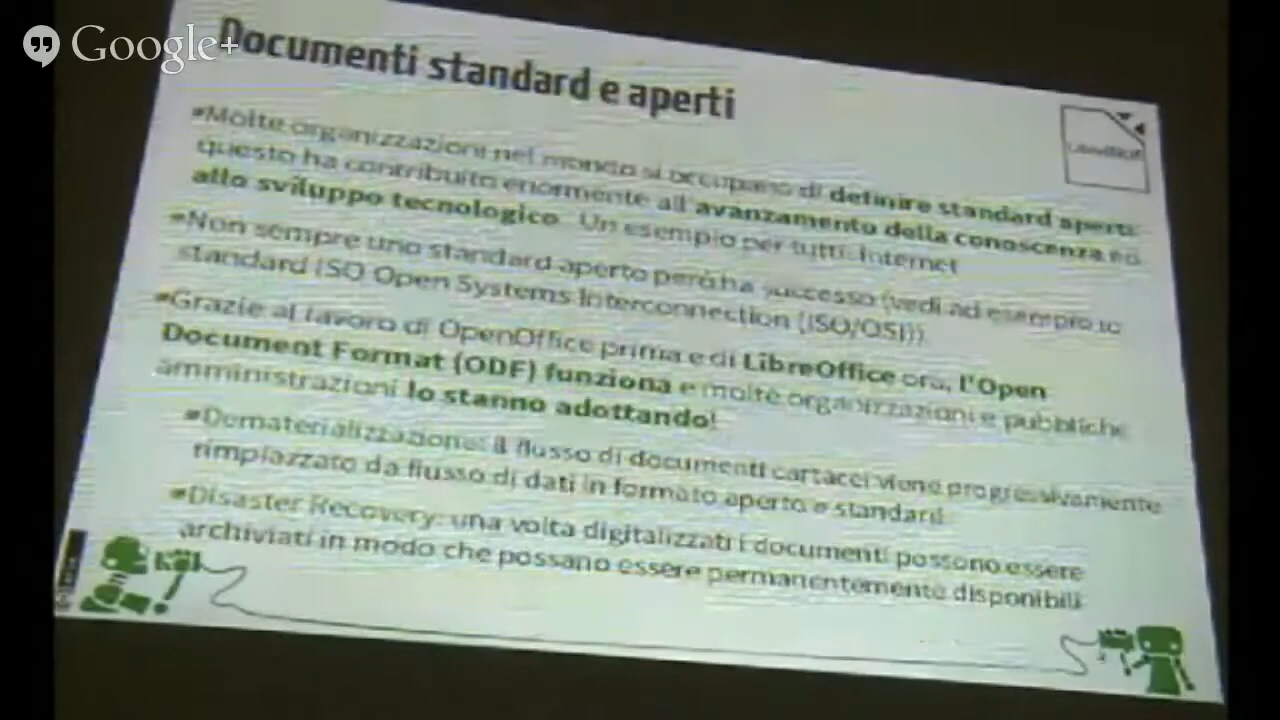 Google+
Documenti standard e aperti
Molte organizzazioni nel mondo si occupano di definire standard aperti:
questo ha contribuito enormemente all'avanzamento della conoscenza ed
allo sviluppo tecnologico. Un esempio per tutti: Internet
Non sempre uno standard aperto però ha successo (vedi ad esempio lo
standard ISO Open Systems Interconnection (ISO/OSI)).
Grazie al lavoro di OpenOffice prima e di LibreOffice ora, l'Open
Document Format (ODF) funziona e molte organizzazioni e pubbliche
amministrazioni lo stanno adottando!
Dematerializzazione: il flusso di documenti cartacei viene progressivamente
rimpiazzato da flusso di dati in formato aperto e standard.
Disaster Recovery: una volta digitalizzati i documenti possono essere
archiviati in modo che possano essere permanentemente disponibili